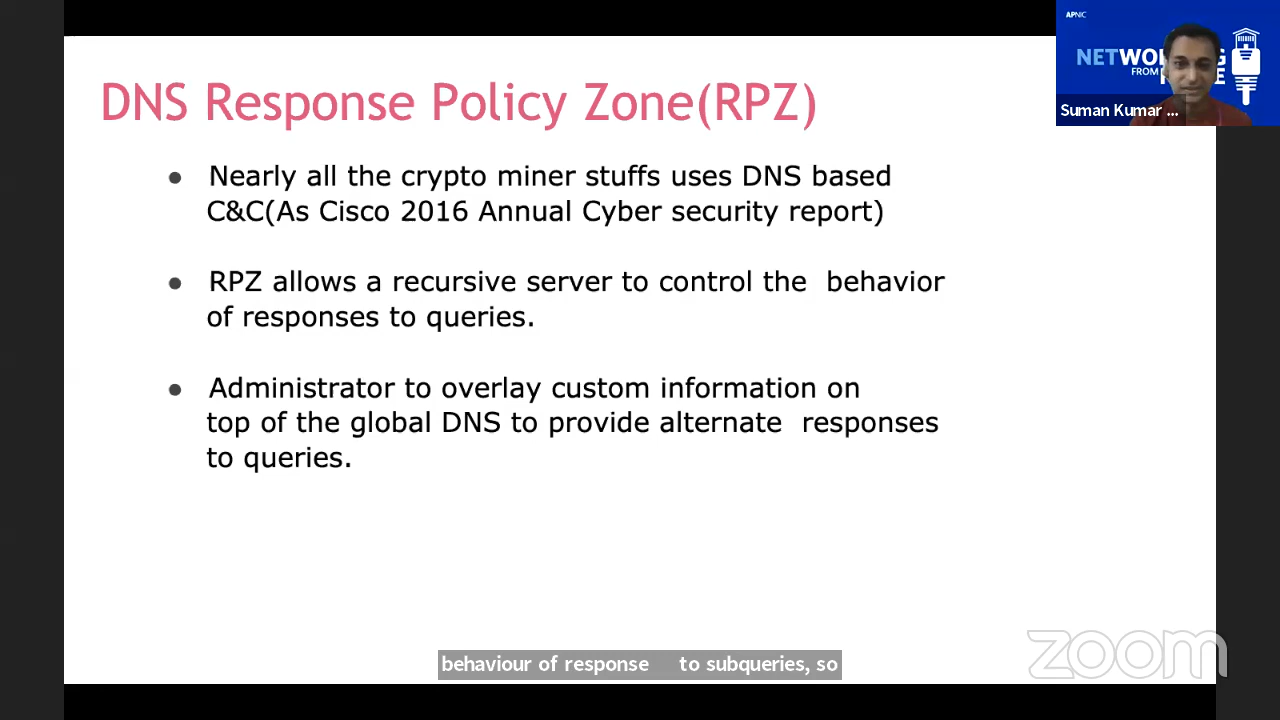 DNS Response Policy Zone(RPZ)
● Nearly all the crypto miner stuffs uses DNS based
C&C(As Cisco 2016 Annual Cyber security report)
● RPZ allows a recursive server to control the behavior
of responses to queries.
● Administrator to overlay custom information on
top of the global DNS to provide alternate responses
to queries.
APNIC
NETWO
G
FROM
E
Suman Kumar ...
behaviour of response to subqueries, so
zoom